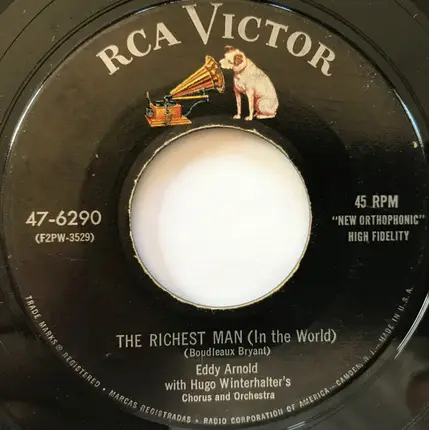 RCA VICTOR
47-6290
(F2PW-3529)
45 RPM
"NEW ORTHOPHONIC"
HIGH FIDELITY
THE RICHEST MAN (In the World)
(Boudleaux Bryant)
Eddy Arnold
with Hugo Winterhalter's
Chorus and Orchestra
TRADE MARKS ® REGISTERED • MARCAS REGISTRADAS • RADIO CORPORATION OF AMERICA — CAMDEN, N.J. MADE IN U.S.A.